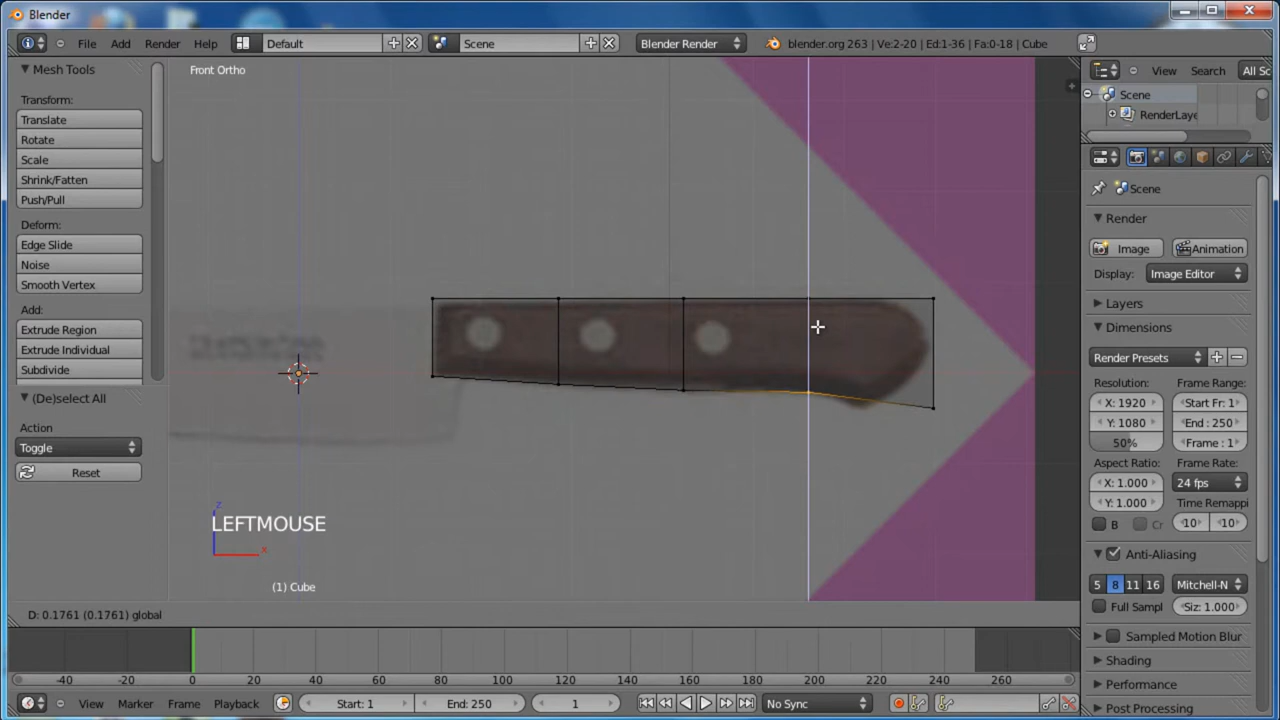 Blender
File Add Render Help Default Scene Blender Render blender.org 263 | Ve:2-20 | Ed:1-36 | Fa:0-18 | Cube
Mesh Tools
Transform:
Translate
Rotate
Scale
Shrink/Fatten
Push/Pull
Deform:
Edge Slide
Noise
Smooth Vertex
Add:
Extrude Region
Extrude Individual
Subdivide
(De)select All
Action
Toggle
Reset
Front Ortho
LEFTMOUSE
z
x
(1) Cube
D: 0.1761 (0.1761) global
View Search All Sc
Scene
RenderLaye
Scene
Render
Image Animation
Display: Image Editor
Layers
Dimensions
Render Presets
Resolution: Frame Range:
X: 1920 Start Fr: 1
Y: 1080 End : 250
50% Frame : 1
Aspect Ratio: Frame Rate:
X: 1.000 24 fps
Y: 1.000 Time Remappi
B Cr 10 10
Anti-Aliasing
5 8 11 16 Mitchell-N
Full Sampl Siz: 1.000
Sampled Motion Blur
Shading
Performance
Post Processing
-40 -20 0 20 40 60 80 100 120 140 160 180 200 220 240 260
View Marker Frame Playback Start: 1 End: 250 1 No Sync